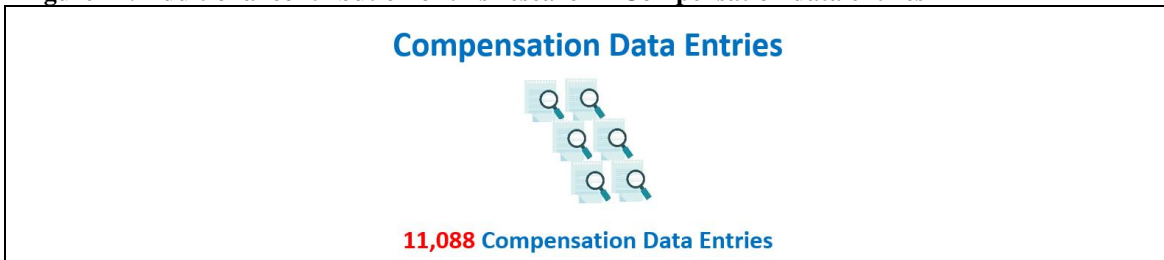 Compensation Data Entries
11,088 Compensation Data Entries